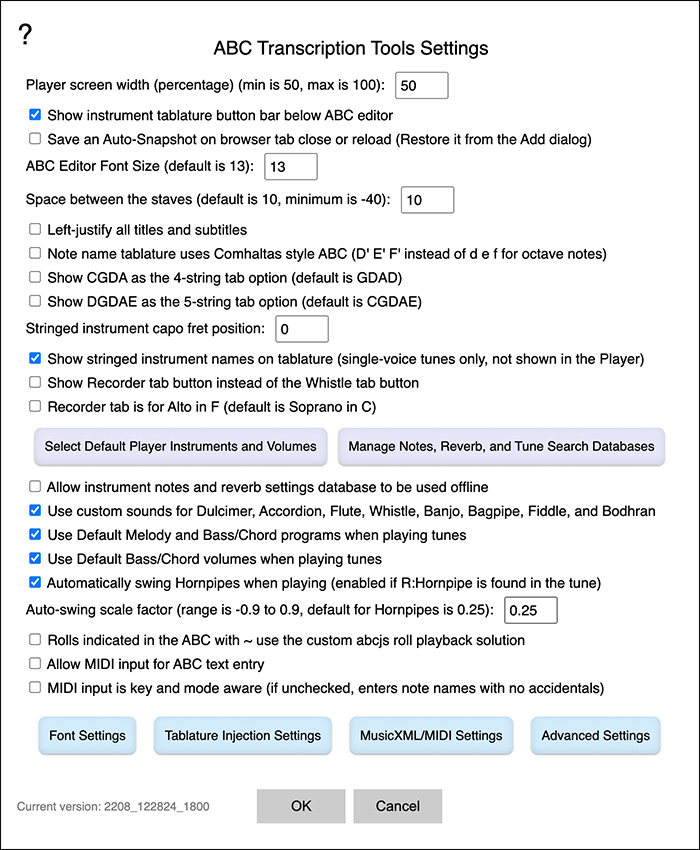 ?
ABC Transcription Tools Settings
Player screen width (percentage) (min is 50, max is 100): 50
Show instrument tablature button bar below ABC editor
Save an Auto-Snapshot on browser tab close or reload (Restore it from the Add dialog)
ABC Editor Font Size (default is 13): 13
Space between the staves (default is 10, minimum is -40): 10
Left-justify all titles and subtitles
Note name tablature uses Comhaltas style ABC (D' E' F' instead of d e f for octave notes)
Show CGDA as the 4-string tab option (default is GDAD)
Show DGDAE as the 5-string tab option (default is CGDAE)
Stringed instrument capo fret position: 0
Show stringed instrument names on tablature (single-voice tunes only, not shown in the Player)
Show Recorder tab button instead of the Whistle tab button
Recorder tab is for Alto in F (default is Soprano in C)
Select Default Player Instruments and Volumes Manage Notes, Reverb, and Tune Search Databases
Allow instrument notes and reverb settings database to be used offline
Use custom sounds for Dulcimer, Accordion, Flute, Whistle, Banjo, Bagpipe, Fiddle, and Bodhran
Use Default Melody and Bass/Chord programs when playing tunes
Use Default Bass/Chord volumes when playing tunes
Automatically swing Hornpipes when playing (enabled if R:Hornpipe is found in the tune)
Auto-swing scale factor (range is -0.9 to 0.9, default for Hornpipes is 0.25): 0.25
Rolls indicated in the ABC with ~ use the custom abcjs roll playback solution
Allow MIDI input for ABC text entry
MIDI input is key and mode aware (if unchecked, enters note names with no accidentals)
Font Settings Tablature Injection Settings MusicXML/MIDI Settings Advanced Settings
Current version: 2208_122824_1800 OK Cancel